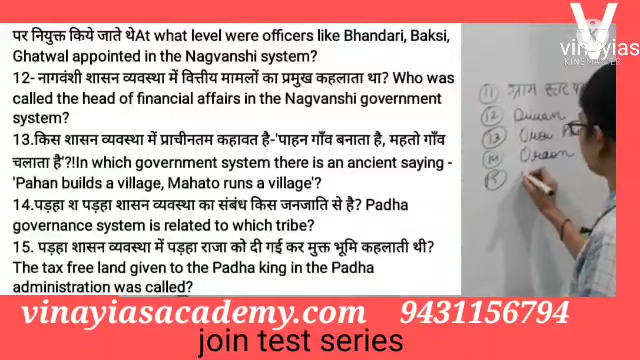 पर नियुक्त किये जाते थेAt what level were officers like Bhandari, Baksi,
Ghatwal appointed in the Nagvanshi system?
12- नागवंशी शासन व्यवस्था में वित्तीय मामलों का प्रमुख कहलाता था? Who was
called the head of financial affairs in the Nagvanshi government
system?
13.किस शासन व्यवस्था में प्राचीनतम कहावत है-'पाहन गाँव बनाता है, महतो गाँव
चलाता है'?!In which government system there is an ancient saying -
'Pahan builds a village, Mahato runs a village'?
14.पड़हा श पड़हा शासन व्यवस्था का संबंध किस जनजाति से है? Padha
governance system is related to which tribe?
15. पड़हा शासन व्यवस्था में पड़हा राजा को दी गई कर मुक्त भूमि कहलाती थी?
The tax free land given to the Padha king in the Padha
administration was called?
vinayias
KINEMASTER
11 ग्राम स्तर पर
12 Diwan
13
14 Oraon
15
vinayiasacademy.com 9431156794
join test series